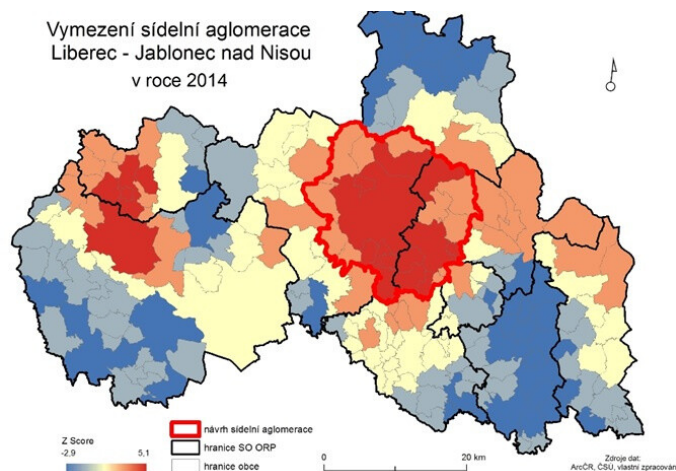 Vymezení sídelní aglomerace
Liberec - Jablonec nad Nisou
v roce 2014
Z Score
-2,9 5,1
návrh sídelní aglomerace
hranice SO ORP
hranice obce
0 20 km
Zdroje dat:
ArcČR, ČSÚ, vlastní zpracován